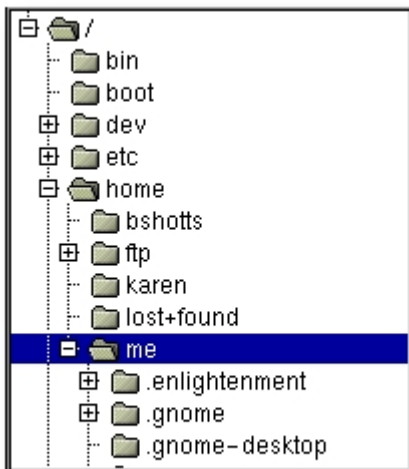 /
bin
boot
dev
etc
home
bshotts
ftp
karen
lost+found
me
.enlightenment
.gnome
.gnome-desktop